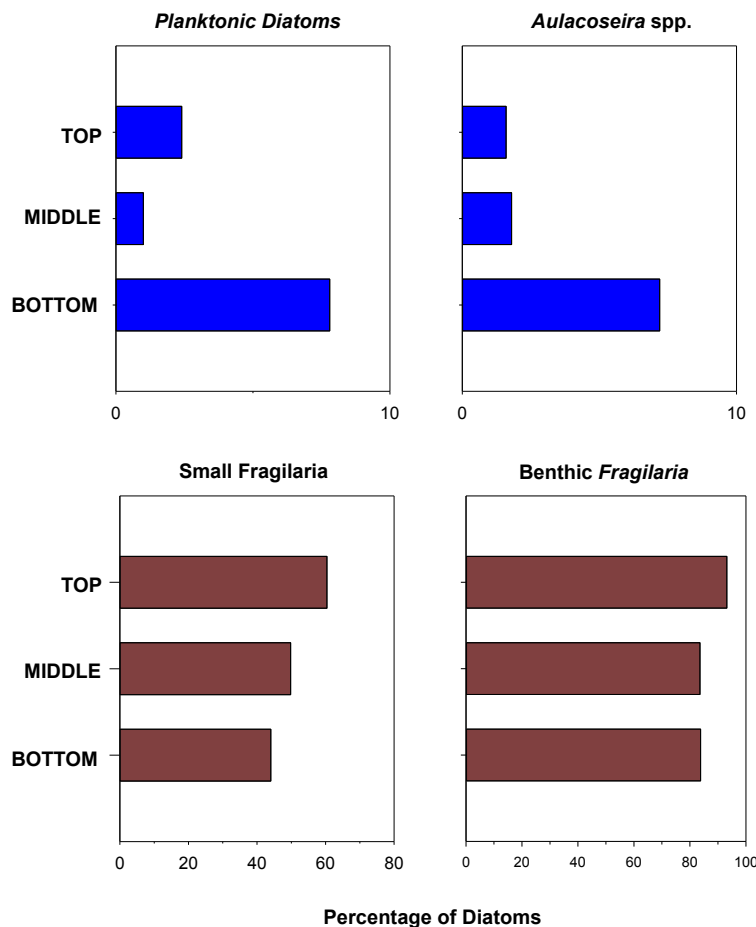 Planktonic Diatoms
Aulacoseira spp.
TOP
MIDDLE
BOTTOM
0 10
0 10
Small Fragilaria
Benthic Fragilaria
TOP
MIDDLE
BOTTOM
0 20 40 60 80
0 20 40 60 80 100
Percentage of Diatoms